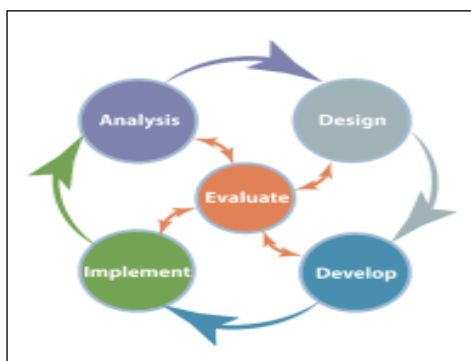 Analysis
Design
Evaluate
Implement
Develop